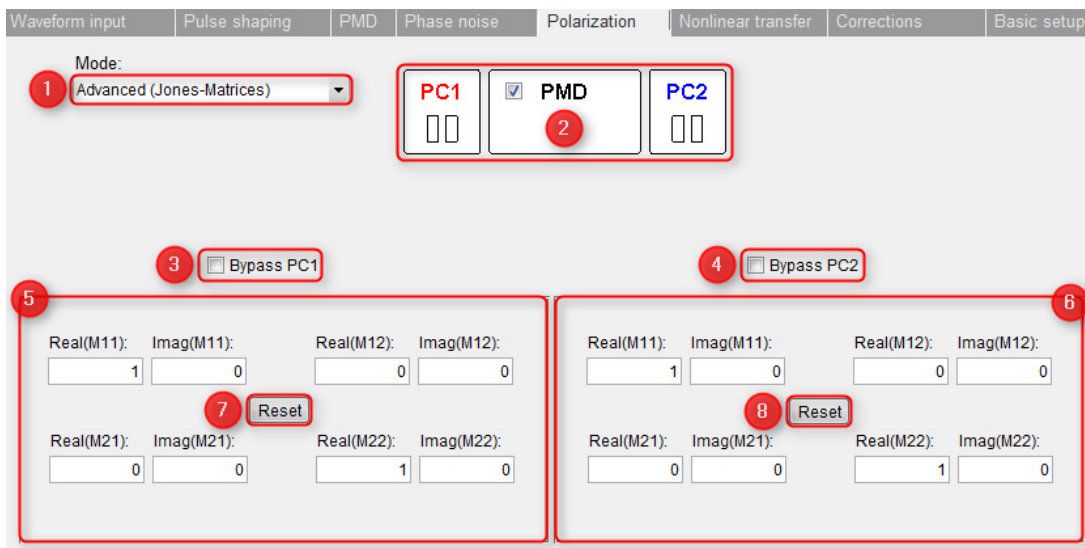 Waveform input Pulse shaping PMD Phase noise Polarization Nonlinear transfer Corrections Basic setup
Mode:
1 Advanced (Jones-Matrices)
PC1 PMD PC2
2
3 Bypass PC1 4 Bypass PC2
5 6
Real(M11): Imag(M11): Real(M12): Imag(M12): Real(M11): Imag(M11): Real(M12): Imag(M12):
1 0 0 0 1 0 0 0
7 Reset 8 Reset
Real(M21): Imag(M21): Real(M22): Imag(M22): Real(M21): Imag(M21): Real(M22): Imag(M22):
0 0 1 0 0 0 1 0